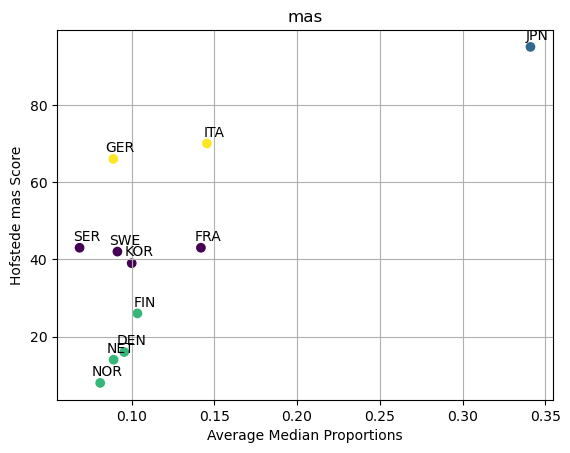 mas
JPN
80
ITA
GER
60
SER
SWE
FRA
KOR
40
FIN
20
DEN
NET
NOR
0.10
0.15
0.20
0.25
0.30
0.35
Average Median Proportions
Hofstede mas Score